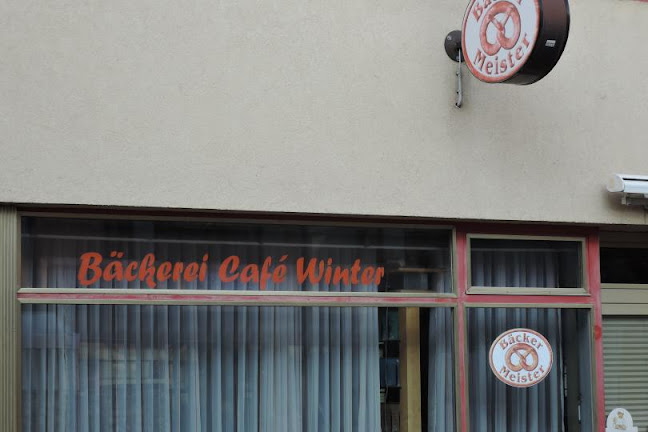 Bäcker
Meister
Bäckerei Café Winter
Bäcker
Meister